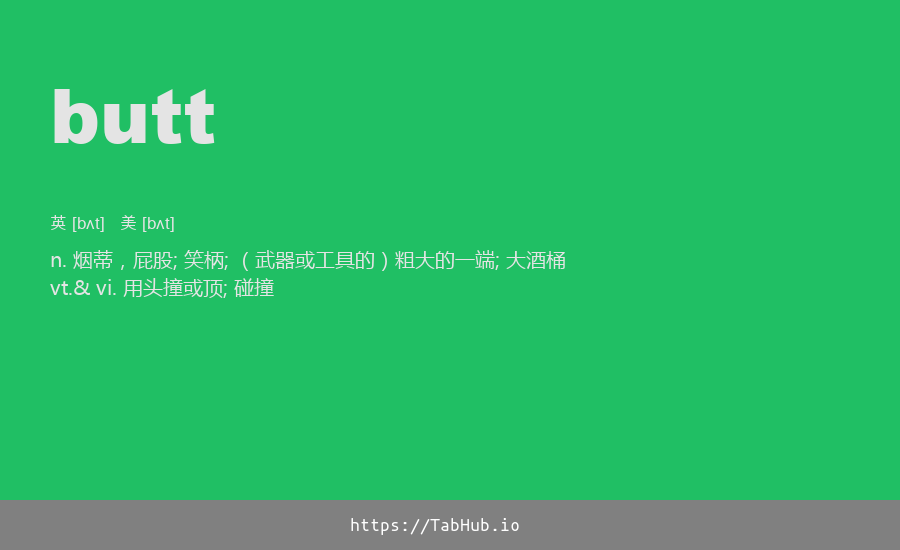 butt
英 [bʌt] 美 [bʌt]
n. 烟蒂，屁股; 笑柄; （武器或工具的）粗大的一端; 大酒桶
vt.& vi. 用头撞或顶; 碰撞
https://TabHub.io